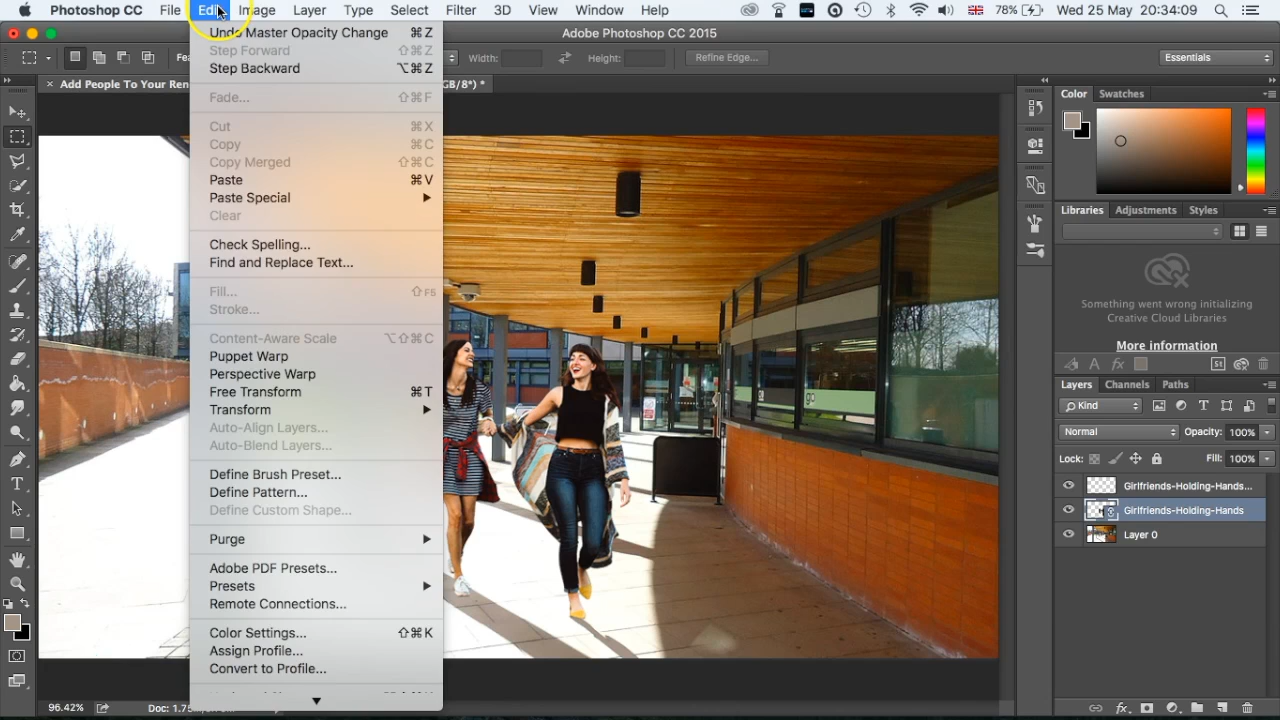 Photoshop CC File Edit Image Layer Type Select Filter 3D View Window Help 78% Wed 25 May 20:34:09
Adobe Photoshop CC 2015
Width: Height: Refine Edge... Essentials
× Add People To Your Ren GB/8*) *
Undo Master Opacity Change ⌘Z
Step Forward ⇧⌘Z
Step Backward ⌥⌘Z
Fade... ⇧⌘F
Cut ⌘X
Copy ⌘C
Copy Merged ⇧⌘C
Paste ⌘V
Paste Special
Clear
Check Spelling...
Find and Replace Text...
Fill... ⇧F5
Stroke...
Content-Aware Scale ⌥⇧⌘C
Puppet Warp
Perspective Warp
Free Transform ⌘T
Transform
Auto-Align Layers...
Auto-Blend Layers...
Define Brush Preset...
Define Pattern...
Define Custom Shape...
Purge
Adobe PDF Presets...
Presets
Remote Connections...
Color Settings... ⇧⌘K
Assign Profile...
Convert to Profile...
Color Swatches
Libraries Adjustments Styles
Something went wrong initializing
Creative Cloud Libraries
More information
Layers Channels Paths
Kind
Normal Opacity: 100%
Lock: Fill: 100%
Girlfriends-Holding-Hands...
Girlfriends-Holding-Hands
Layer 0
96.42%